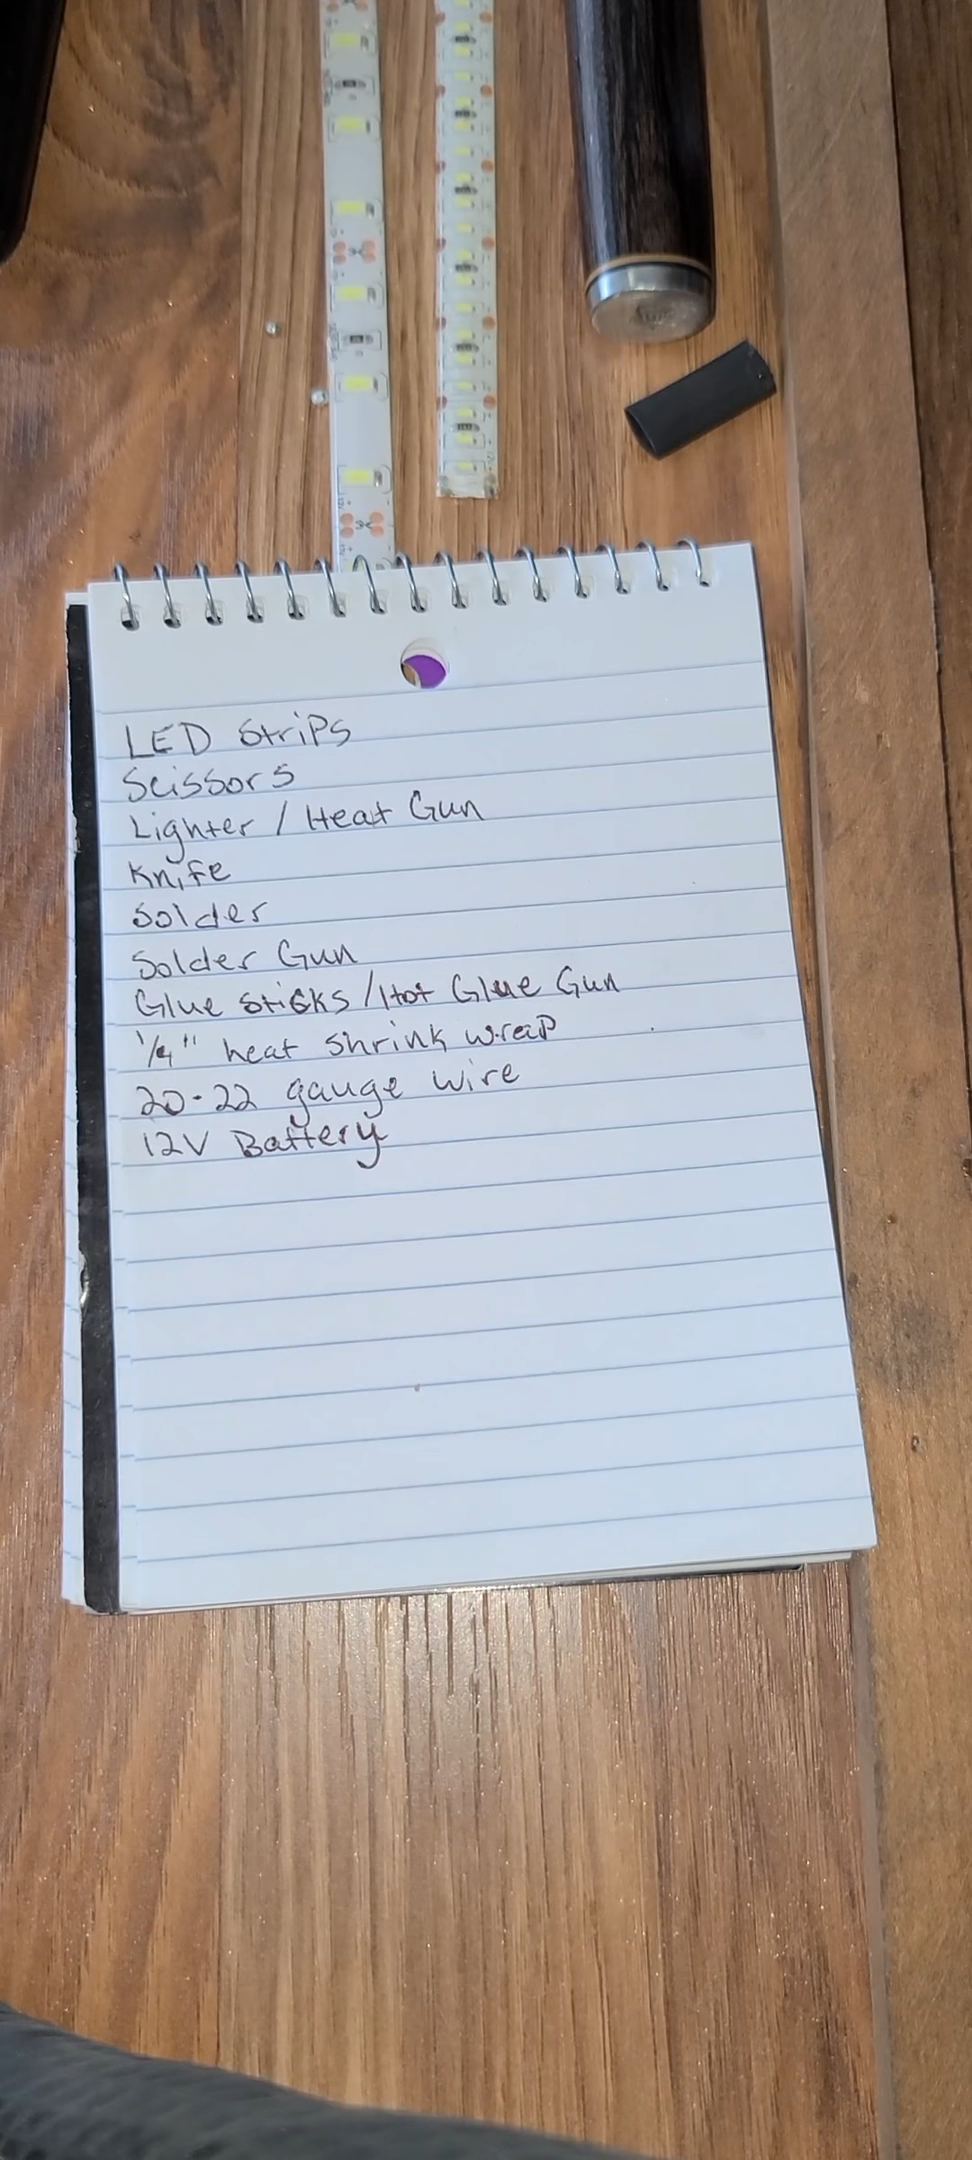 LED Strips
Scissors
Lighter / Heat Gun
Knife
Solder
Solder Gun
Glue Sticks / Hot Glue Gun
1/4" heat shrink wrap
20-22 gauge wire
12V Battery